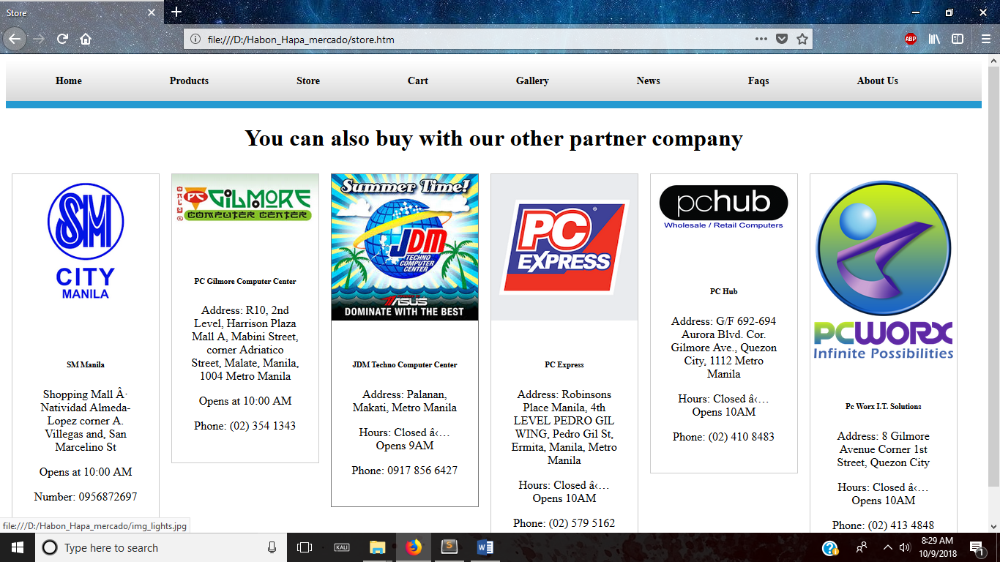 Store
file:///D:/Habon_Hapa_mercado/store.htm
ABP
Home
Products
Store
Cart
Gallery
News
Faqs
About Us
You can also buy with our other partner company
SM
CITY
MANILA
SM Manila
Shopping Mall Â·
Natividad Almeda-
Lopez corner A.
Villegas and, San
Marcelino St
Opens at 10:00 AM
Number: 0956872697
PC GILMORE
COMPUTER CENTER
PC Gilmore Computer Center
Address: R10, 2nd
Level, Harrison Plaza
Mall A, Mabini Street,
corner Adriatico
Street, Malate, Manila,
1004 Metro Manila
Opens at 10:00 AM
Phone: (02) 354 1343
Summer Time!
JDM
TECHNO
COMPUTER
CENTER
ASUS
DOMINATE WITH THE BEST
JDM Techno Computer Center
Address: Palanan,
Makati, Metro Manila
Hours: Closed â‹…
Opens 9AM
Phone: 0917 856 6427
PC ®
EXPRESS
PC Express
Address: Robinsons
Place Manila, 4th
LEVEL PEDRO GIL
WING, Pedro Gil St,
Ermita, Manila, Metro
Manila
Hours: Closed â‹…
Opens 10AM
Phone: (02) 579 5162
pchub
Wholesale / Retail Computers
PC Hub
Address: G/F 692-694
Aurora Blvd. Cor.
Gilmore Ave., Quezon
City, 1112 Metro
Manila
Hours: Closed â‹…
Opens 10AM
Phone: (02) 410 8483
PCWORX
Infinite Possibilities
Pc Worx I.T. Solutions
Address: 8 Gilmore
Avenue Corner 1st
Street, Quezon City
Hours: Closed â‹…
Opens 10AM
Phone: (02) 413 4848
file:///D:/Habon_Hapa_mercado/img_lights.jpg
Type here to search
KALI
S
W
8:29 AM
10/9/2018
1